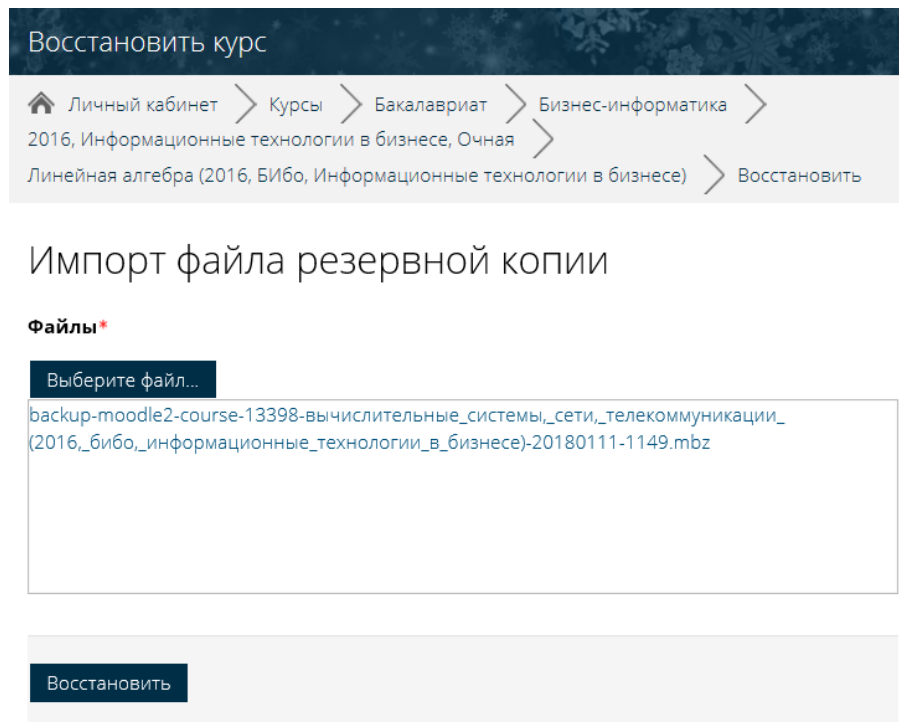 Восстановить курс
Личный кабинет Курсы Бакалавриат Бизнес-информатика
2016, Информационные технологии в бизнесе, Очная
Линейная алгебра (2016, БИбо, Информационные технологии в бизнесе) Восстановить
Импорт файла резервной копии
Файлы*
Выберите файл...
backup-moodle2-course-13398-вычислительные_системы,_сети,_телекоммуникации_
(2016,_бибо,_информационные_технологии_в_бизнесе)-20180111-1149.mbz
Восстановить